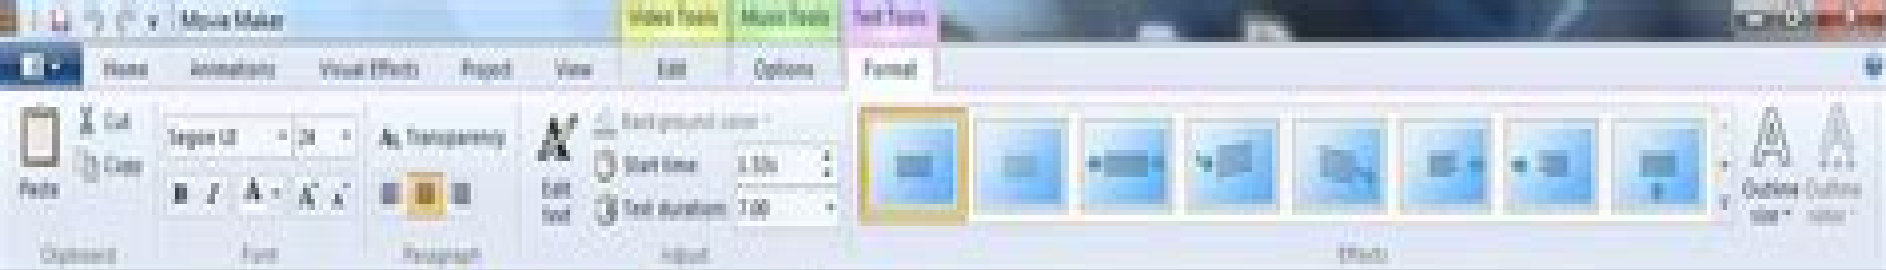 Movie Maker
Video Tools Music Tools Text Tools
Home Animations Visual Effects Project View Edit Options Format
Paste
Cut
Copy
Clipboard
Segoe UI
B I A A A
Font
Transparency
Paragraph
Edit text
Background color
Start time:
Text duration: 7.00
Adjust
Effects
Outline size
Outline color